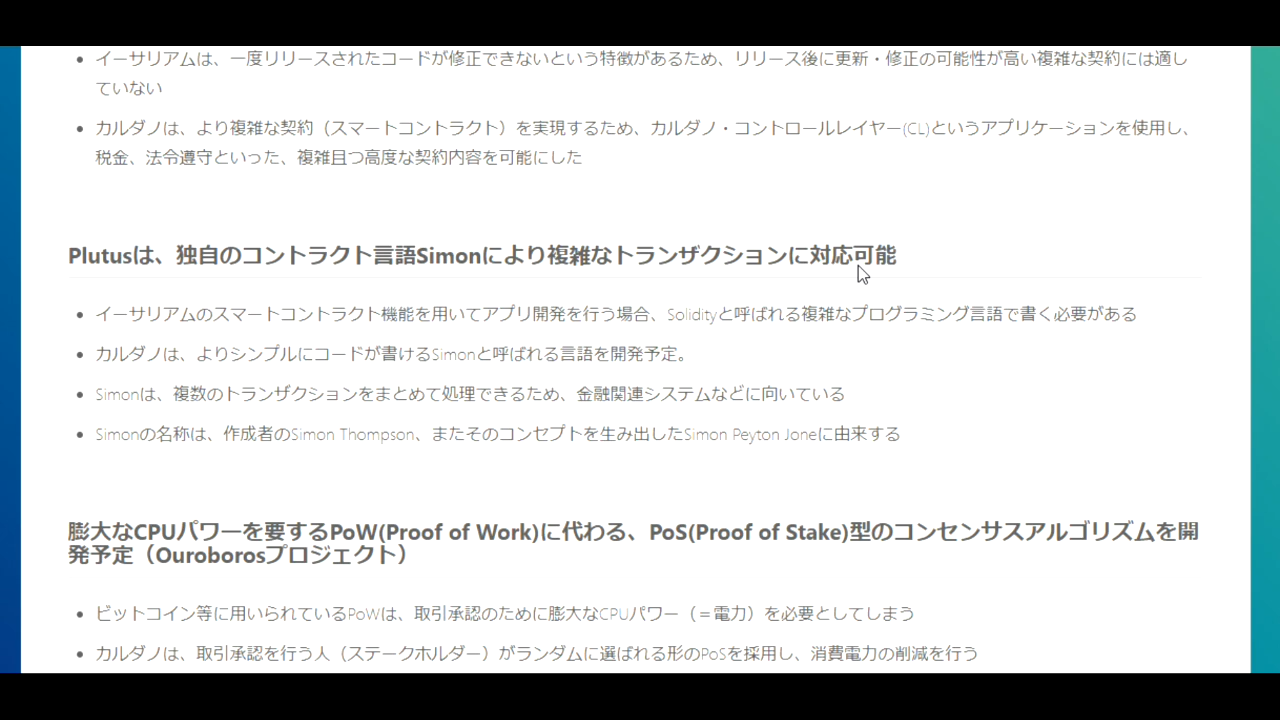 イーサリアムは、一度リリースされたコードが修正できないという特徴があるため、リリース後に更新・修正の可能性が高い複雑な契約には適し
ていない
カルダノは、より複雑な契約（スマートコントラクト）を実現するため、カルダノ・コントロールレイヤー(CL)というアプリケーションを使用し、
税金、法令遵守といった、複雑且つ高度な契約内容を可能にした
Plutusは、独自のコントラクト言語Simonにより複雑なトランザクションに対応可能
イーサリアムのスマートコントラクト機能を用いてアプリ開発を行う場合、Solidityと呼ばれる複雑なプログラミング言語で書く必要がある
カルダノは、よりシンプルにコードが書けるSimonと呼ばれる言語を開発予定。
Simonは、複数のトランザクションをまとめて処理できるため、金融関連システムなどに向いている
Simonの名称は、作成者のSimon Thompson、またそのコンセプトを生み出したSimon Peyton Joneに由来する
膨大なCPUパワーを要するPoW(Proof of Work)に代わる、PoS(Proof of Stake)型のコンセンサスアルゴリズムを開
発予定（Ouroborosプロジェクト）
ビットコイン等に用いられているPoWは、取引承認のために膨大なCPUパワー（＝電力）を必要としてしまう
カルダノは、取引承認を行う人（ステークホルダー）がランダムに選ばれる形のPoSを採用し、消費電力の削減を行う